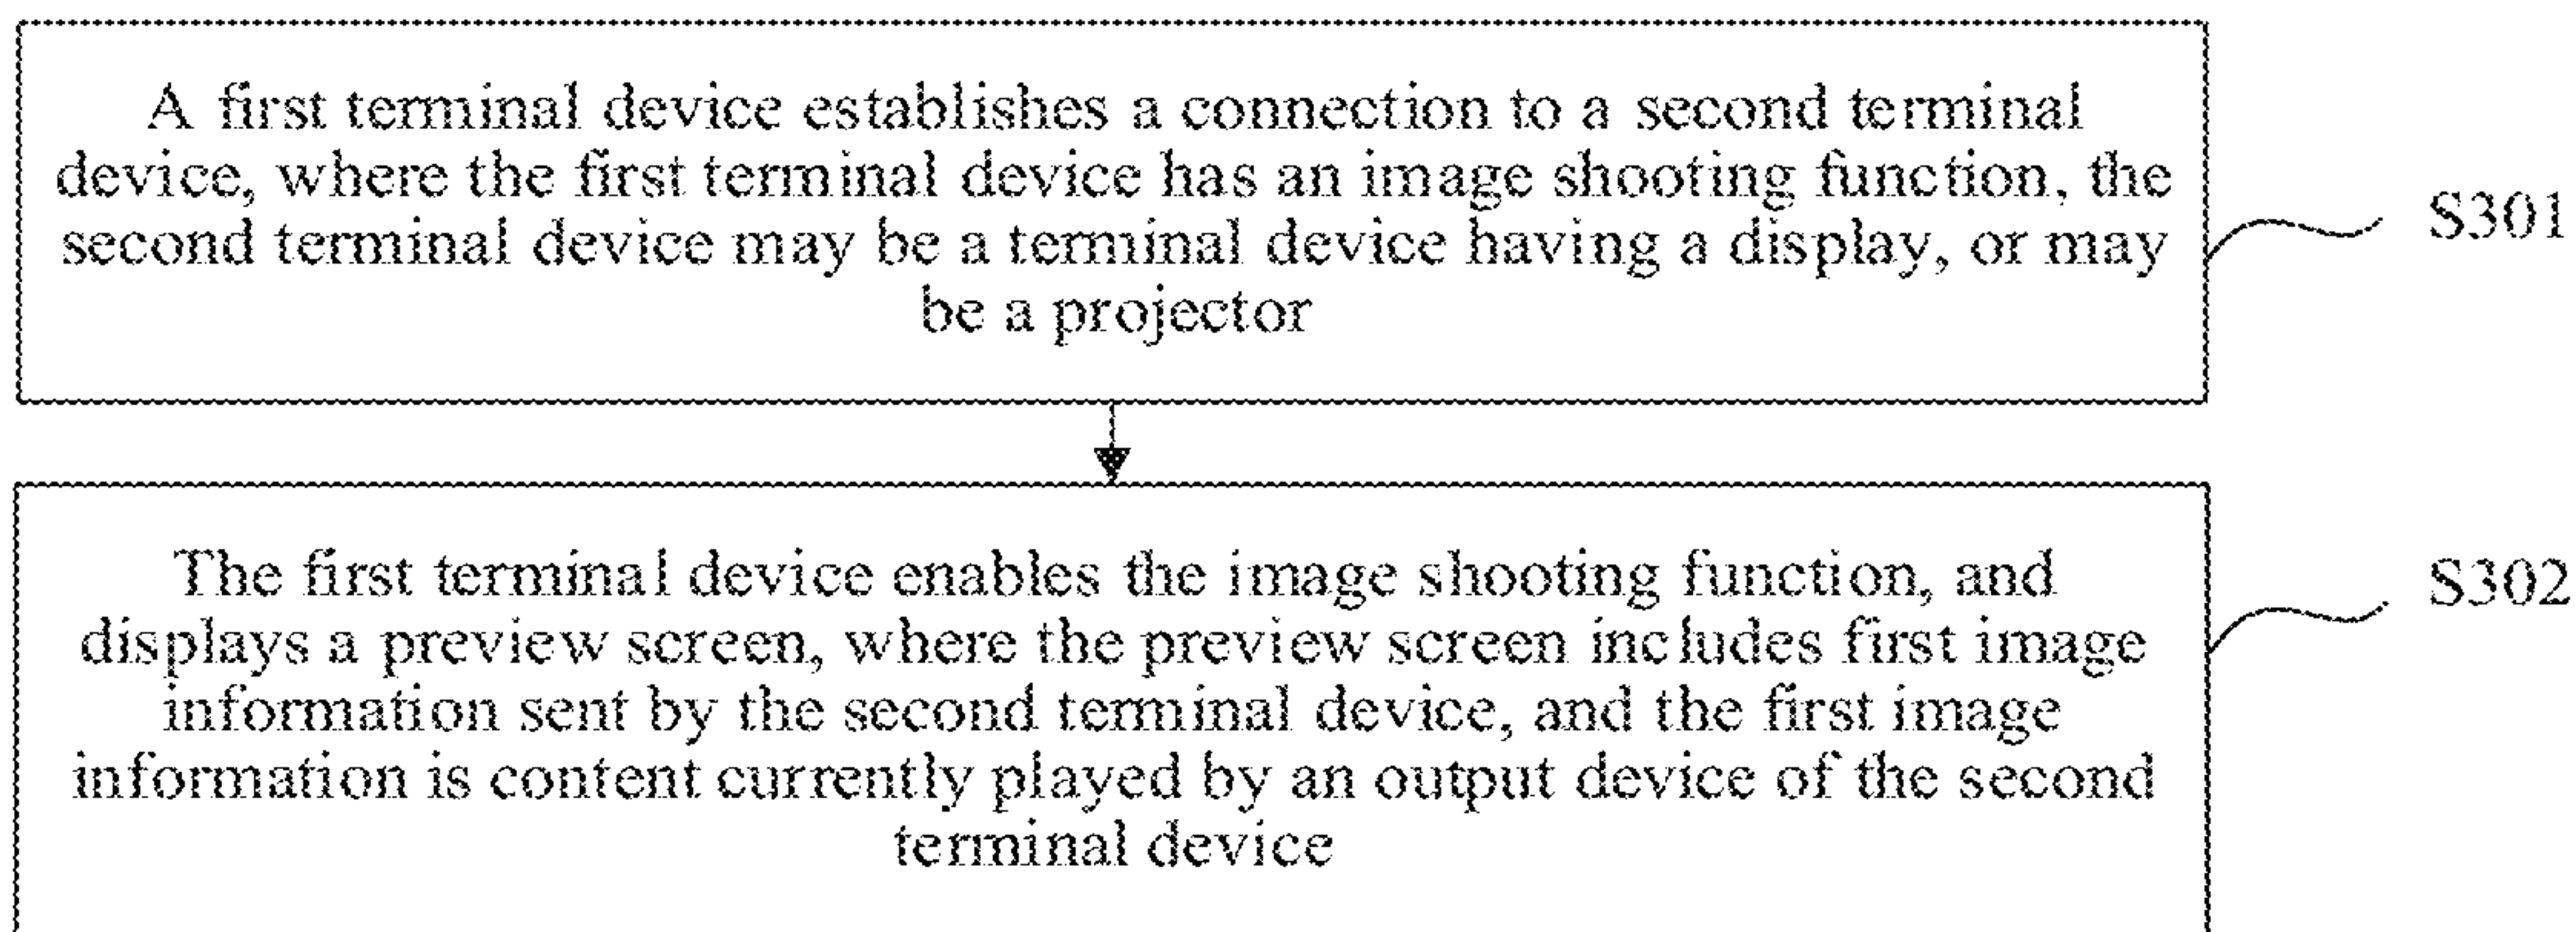 A first terminal device establishes a connection to a second terminal
device, where the first terminal device has an image shooting function, the
second terminal device may be a terminal device having a display, or may
be a projector
S301
The first terminal device enables the image shooting function, and
displays a preview screen, where the preview screen includes first image
information sent by the second terminal device, and the first image
information is content currently played by an output device of the second
terminal device
S302